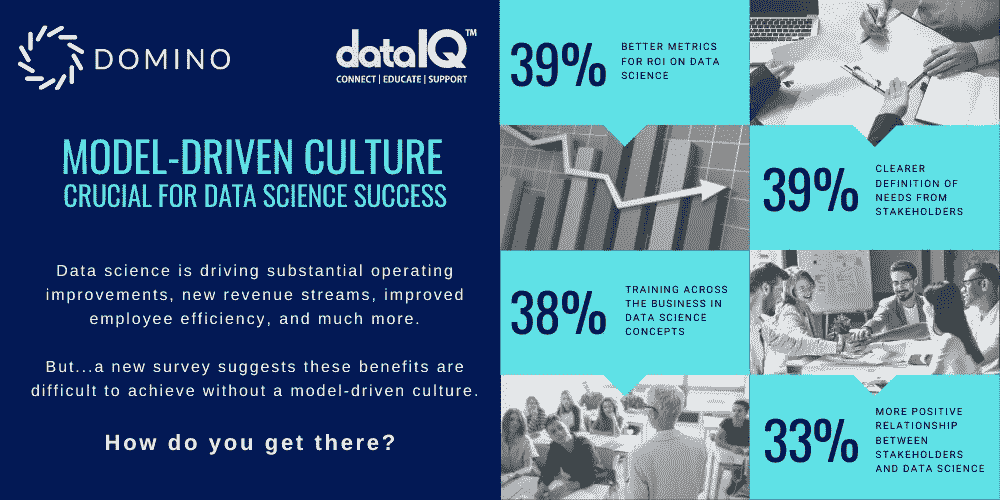 DOMINO
dataIQ™
CONNECT | EDUCATE | SUPPORT
MODEL-DRIVEN CULTURE
CRUCIAL FOR DATA SCIENCE SUCCESS
Data science is driving substantial operating
improvements, new revenue streams, improved
employee efficiency, and much more.
But...a new survey suggests these benefits are
difficult to achieve without a model-driven culture.
How do you get there?
39%
BETTER METRICS
FOR ROI ON DATA
SCIENCE
39%
CLEARER
DEFINITION OF
NEEDS FROM
STAKEHOLDERS
38%
TRAINING ACROSS
THE BUSINESS IN
DATA SCIENCE
CONCEPTS
33%
MORE POSITIVE
RELATIONSHIP
BETWEEN
STAKEHOLDERS
AND DATA SCIENCE